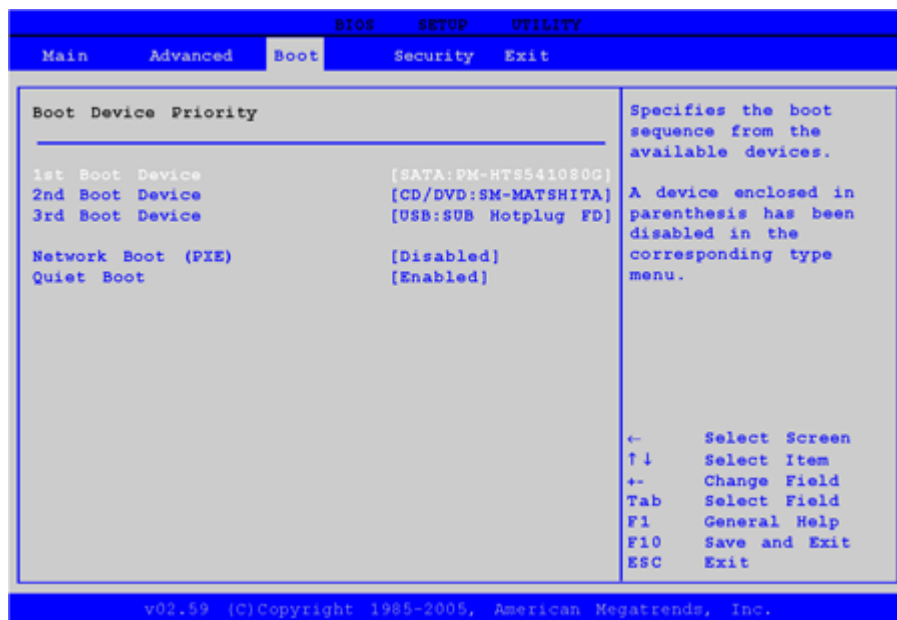 BIOS SETUP UTILITY
Main Advanced Boot Security Exit
Boot Device Priority
1st Boot Device [SATA:PM-HTS541080G]
2nd Boot Device [CD/DVD:SM-MATSHITA]
3rd Boot Device [USB:SUB Hotplug FD]
Network Boot (PXE) [Disabled]
Quiet Boot [Enabled]
Specifies the boot
sequence from the
available devices.
A device enclosed in
parenthesis has been
disabled in the
corresponding type
menu.
← Select Screen
↑↓ Select Item
+- Change Field
Tab Select Field
F1 General Help
F10 Save and Exit
ESC Exit
v02.59 (C)Copyright 1985-2005, American Megatrends, Inc.